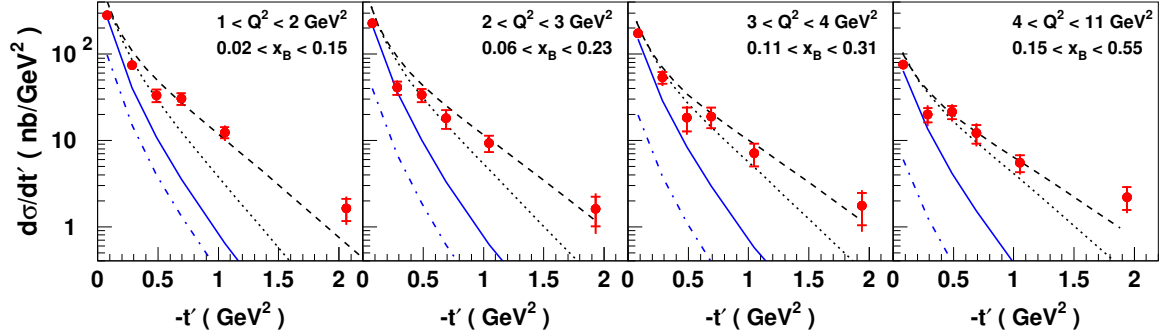 1 < Q² < 2 GeV²
0.02 < x_B < 0.15
2 < Q² < 3 GeV²
0.06 < x_B < 0.23
3 < Q² < 4 GeV²
0.11 < x_B < 0.31
4 < Q² < 11 GeV²
0.15 < x_B < 0.55
dσ/dt′ ( nb/GeV² )
10²
10
1
0 0.5 1 1.5 2
0 0.5 1 1.5 2
0 0.5 1 1.5 2
0 0.5 1 1.5 2
-t′ ( GeV² )
-t′ ( GeV² )
-t′ ( GeV² )
-t′ ( GeV² )